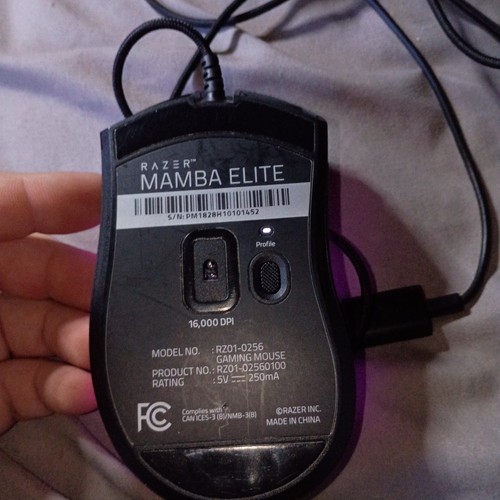 RAZER™
MAMBA ELITE
S/N:PM1828H10101452
Profile
16,000 DPI
MODEL NO. : RZ01-0256
GAMING MOUSE
PRODUCT NO.: RZ01-02560100
RATING : 5V ⎓ 250mA
FC Complies with
CAN ICES-3 (B)/NMB-3(B)
©RAZER INC.
MADE IN CHINA